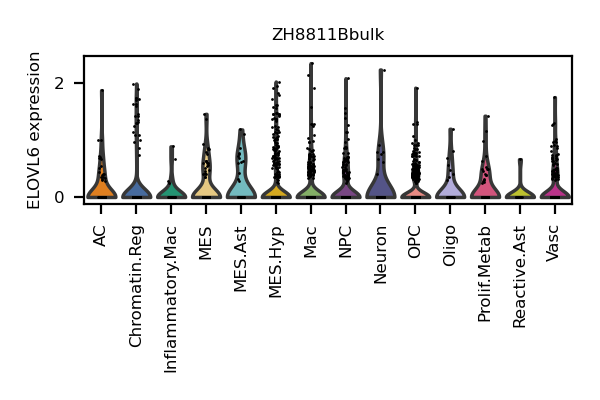 ZH8811Bbulk
ELOVL6 expression
2
0
AC
Chromatin.Reg
Inflammatory.Mac
MES
MES.Ast
MES.Hyp
Mac
NPC
Neuron
OPC
Oligo
Prolif.Metab
Reactive.Ast
Vasc